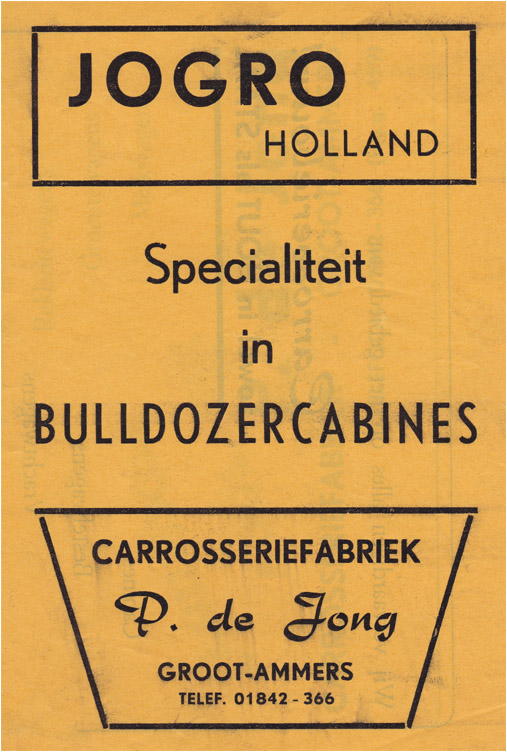 JOGRO
HOLLAND
Specialiteit
in
BULLDOZERCABINES
CARROSSERIEFABRIEK
P. de Jong
GROOT-AMMERS
TELEF. 01842 - 366